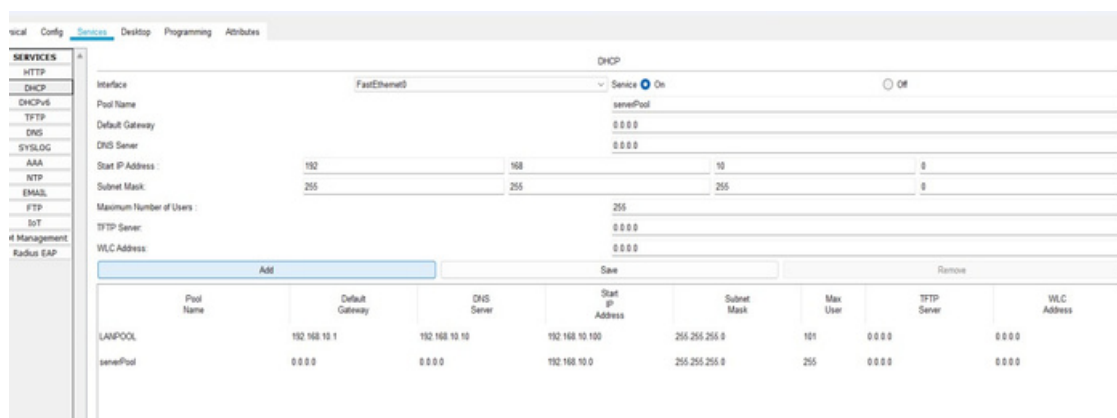 Config Services Desktop Programming Attributes
SERVICES
HTTP
DHCP
DHCPv6
TFTP
DNS
SYSLOG
AAA
NTP
EMAIL
FTP
IoT
Management
Radius EAP
DHCP
Interface FastEthernet0 Service On Off
Pool Name serverPool
Default Gateway 0.0.0.0
DNS Server 0.0.0.0
Start IP Address : 192 168 10 0
Subnet Mask: 255 255 255 0
Maximum Number of Users : 255
TFTP Server: 0.0.0.0
WLC Address: 0.0.0.0
Add Save Remove
Pool Name Default Gateway DNS Server Start IP Address Subnet Mask Max User TFTP Server WLC Address
LANPOOL 192.168.10.1 192.168.10.10 192.168.10.100 255.255.255.0 101 0.0.0.0 0.0.0.0
serverPool 0.0.0.0 0.0.0.0 192.168.10.0 255.255.255.0 255 0.0.0.0 0.0.0.0